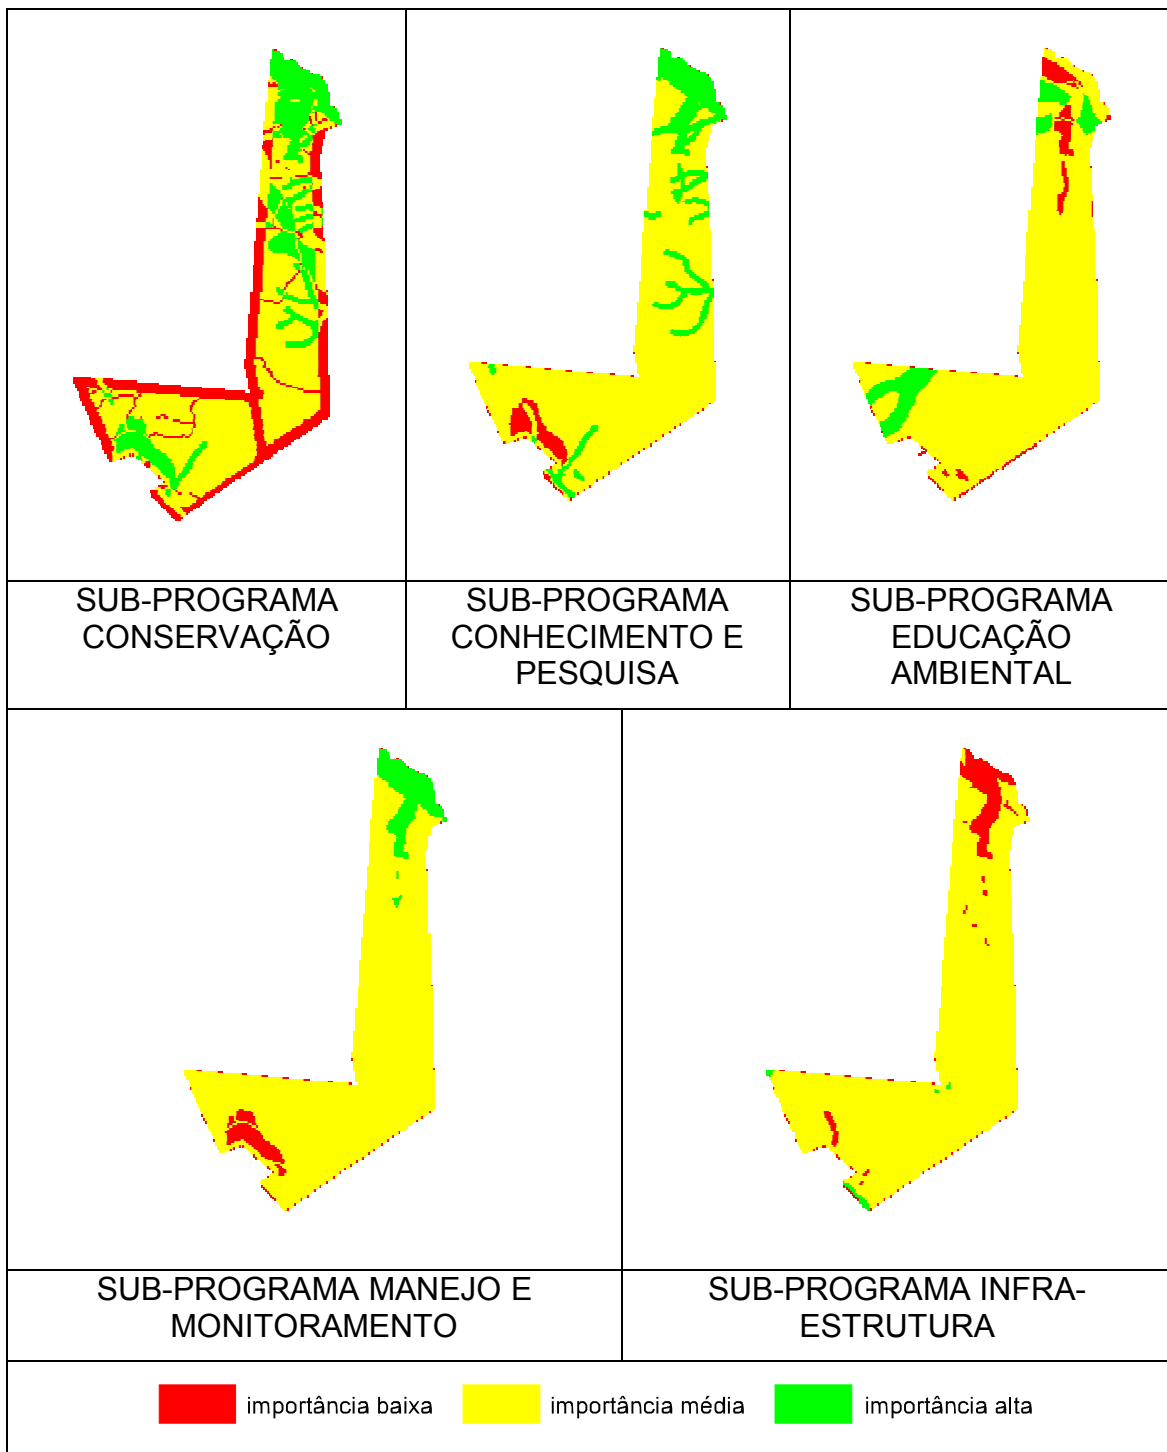 SUB-PROGRAMA
CONSERVAÇÃO
SUB-PROGRAMA
CONHECIMENTO E
PESQUISA
SUB-PROGRAMA
EDUCAÇÃO
AMBIENTAL
SUB-PROGRAMA MANEJO E
MONITORAMENTO
SUB-PROGRAMA INFRA-
ESTRUTURA
importância baixa
importância média
importância alta